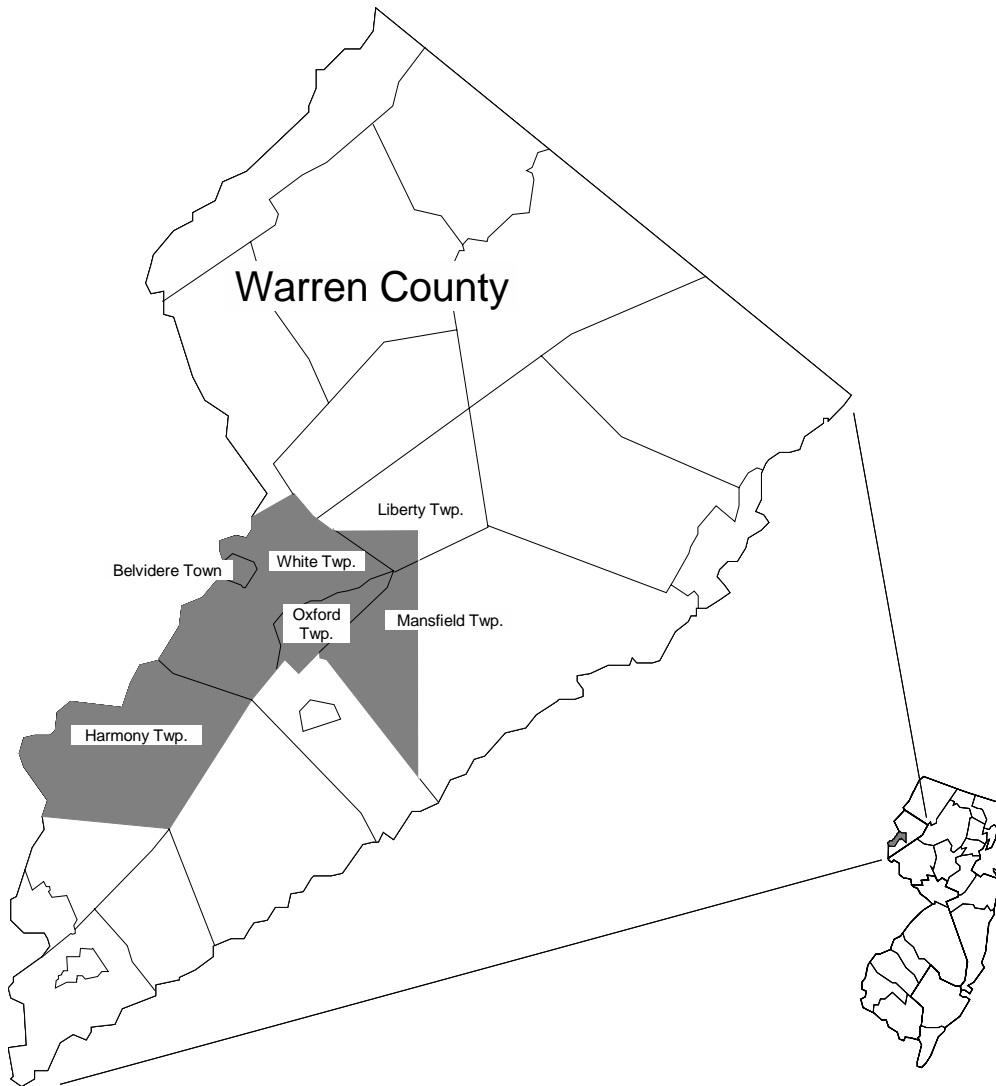 Warren County
Liberty Twp.
White Twp.
Belvidere Town
Oxford
Twp.
Mansfield Twp.
Harmony Twp.